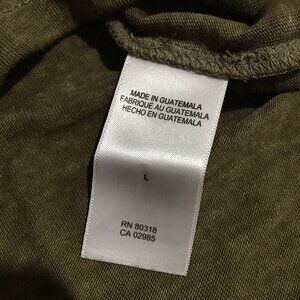 MADE IN GUATEMALA
FABRIQUÉ AU GUATEMALA
HECHO EN GUATEMALA
L
RN 80318
CA 02985